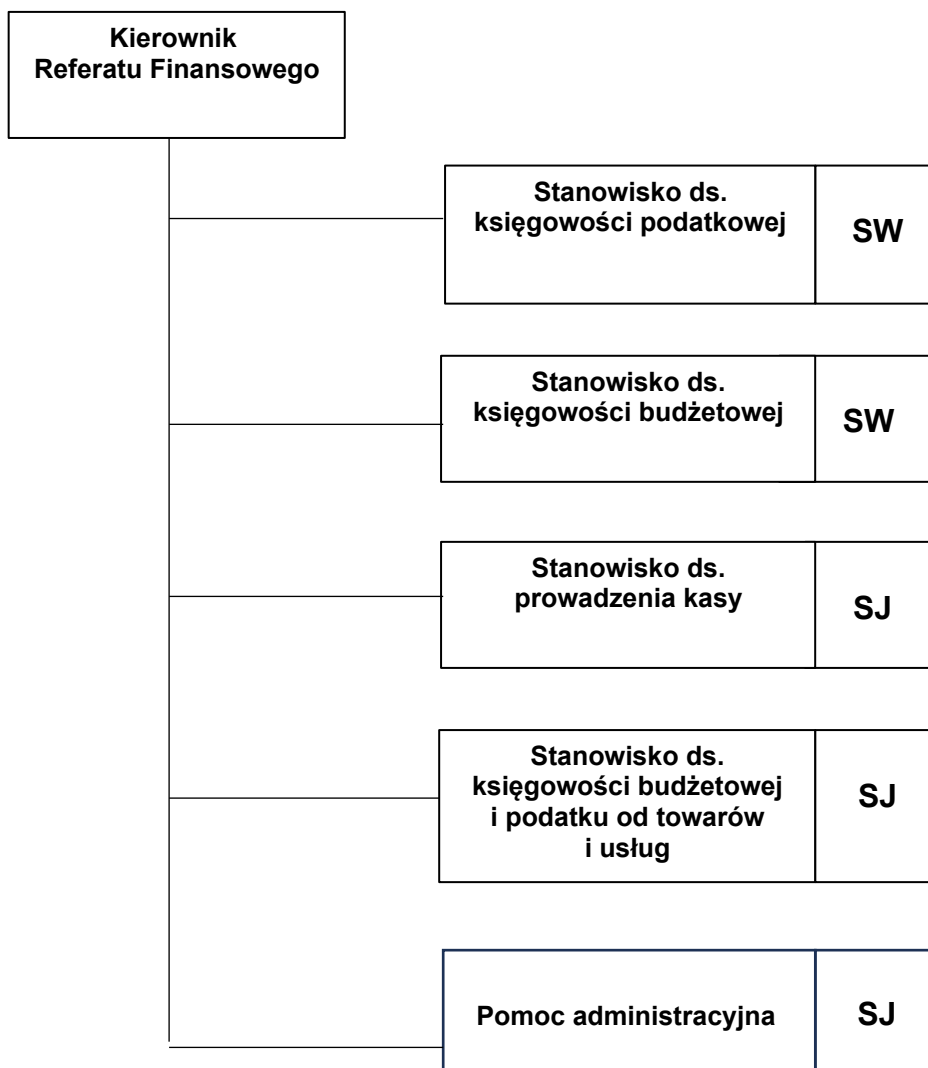 Kierownik
Referatu Finansowego
Stanowisko ds.
księgowości podatkowej
SW
Stanowisko ds.
księgowości budżetowej
SW
Stanowisko ds.
prowadzenia kasy
SJ
Stanowisko ds.
księgowości budżetowej
i podatku od towarów
i usług
SJ
Pomoc administracyjna
SJ